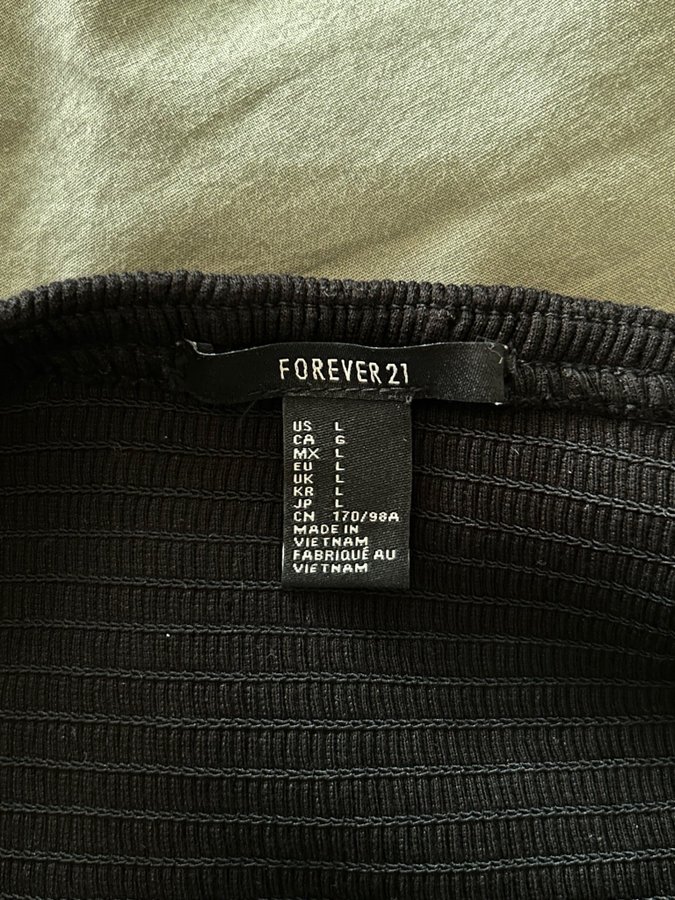 FOREVER 21
US L
CA G
MX L
EU L
UK L
KR L
JP L
CN 170/98A
MADE IN
VIETNAM
FABRIQUÉ AU
VIETNAM